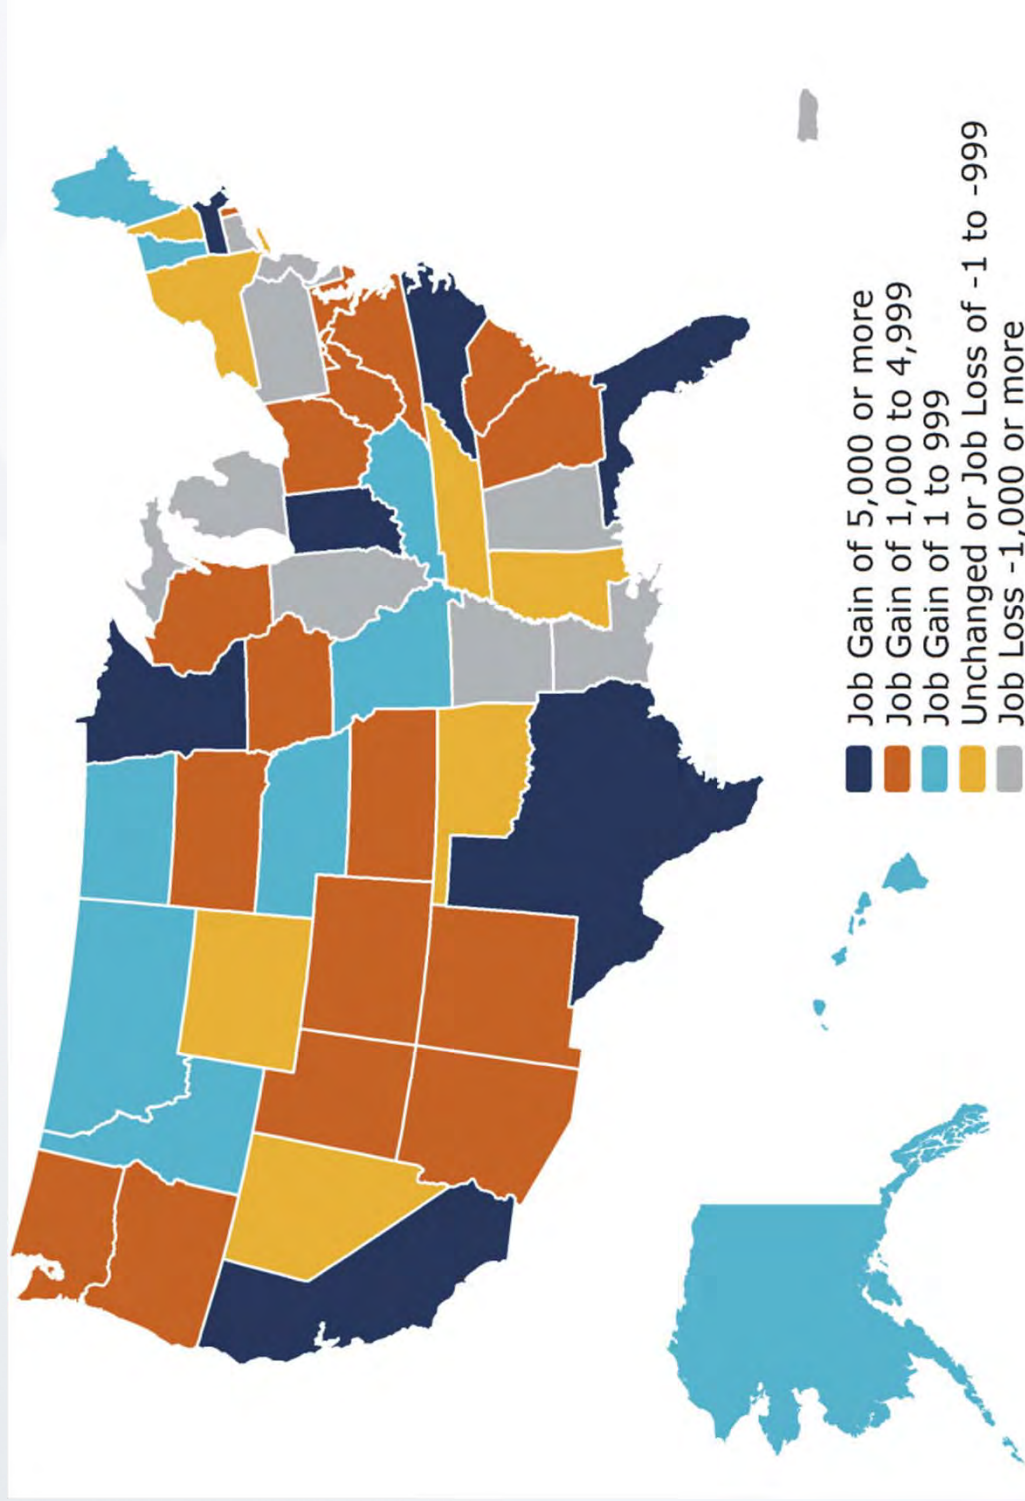 Job Gain of 5,000 or more
Job Gain of 1,000 to 4,999
Job Gain of 1 to 999
Unchanged or Job Loss of -1 to -999
Job Loss -1,000 or more